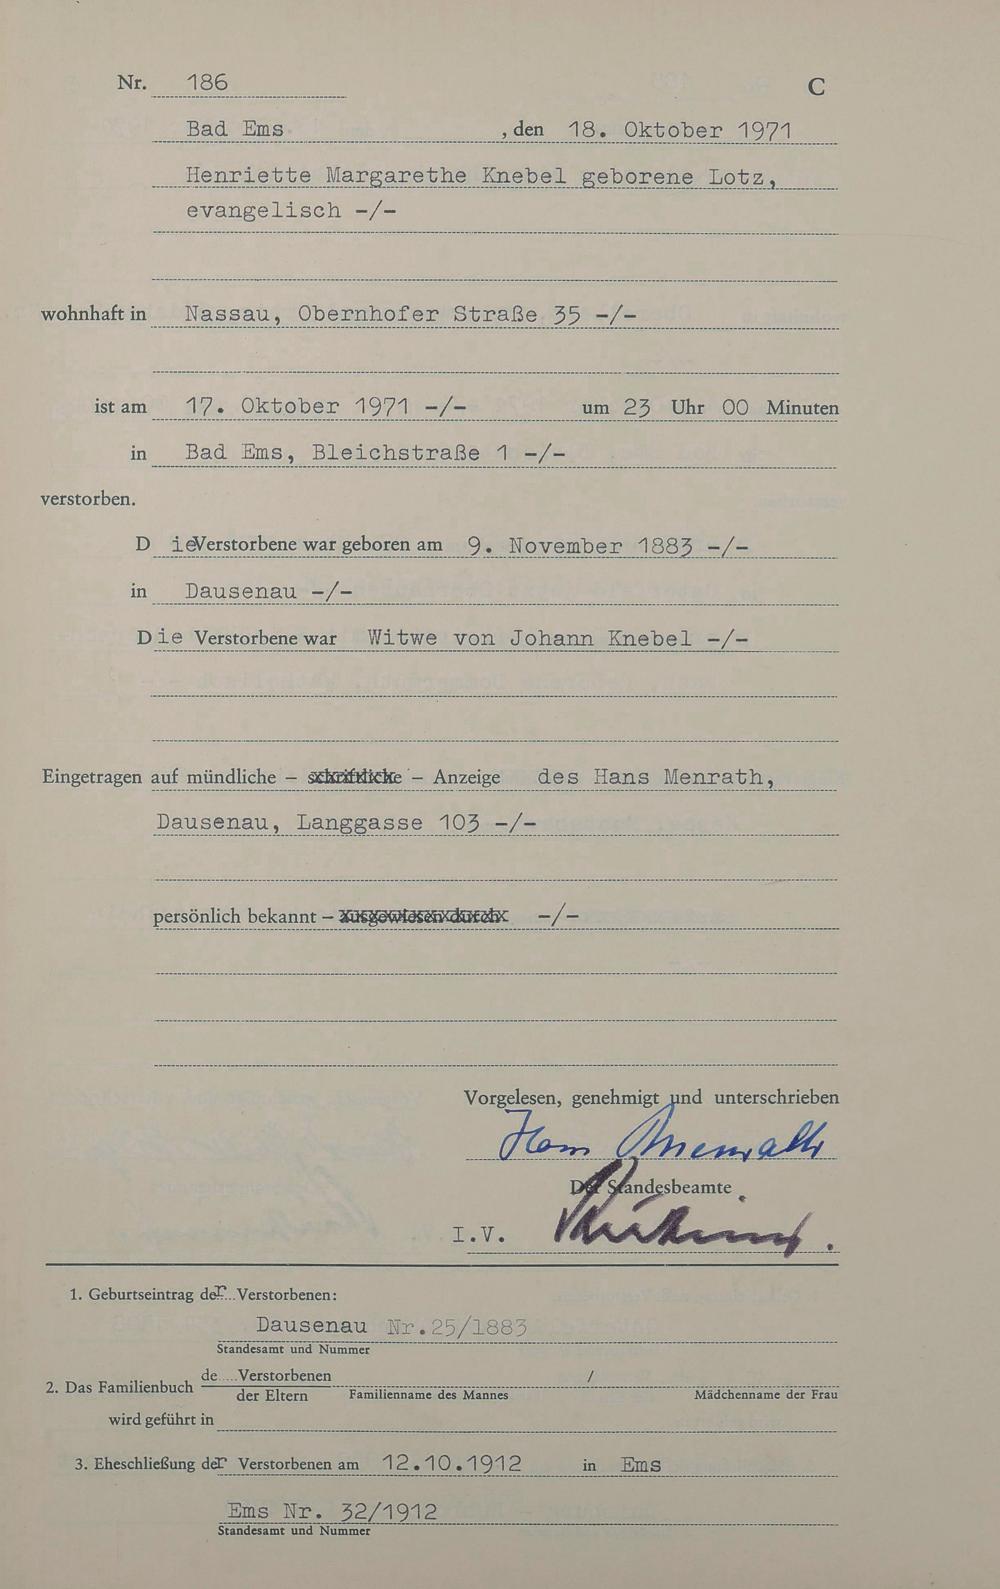 Nr. 186 C
Bad Ems , den 18. Oktober 1971
Henriette Margarethe Knebel geborene Lotz,
evangelisch -/-
wohnhaft in Nassau, Obernhofer Straße 35 -/-
ist am 17. Oktober 1971 -/- um 23 Uhr 00 Minuten
in Bad Ems, Bleichstraße 1 -/-
verstorben.
Die Verstorbene war geboren am 9. November 1883 -/-
in Dausenau -/-
Die Verstorbene war Witwe von Johann Knebel -/-
Eingetragen auf mündliche – schriftliche – Anzeige des Hans Menrath,
Dausenau, Langgasse 103 -/-
persönlich bekannt – ausgewiesen durch -/-
Vorgelesen, genehmigt und unterschrieben
Hans Menrath
Der Standesbeamte
I.V.
1. Geburtseintrag der Verstorbenen:
Dausenau Nr.25/1883
Standesamt und Nummer
2. Das Familienbuch de.....Verstorbenen /
der Eltern Familienname des Mannes Mädchenname der Frau
wird geführt in
3. Eheschließung der Verstorbenen am 12.10.1912 in Ems
Ems Nr. 32/1912
Standesamt und Nummer